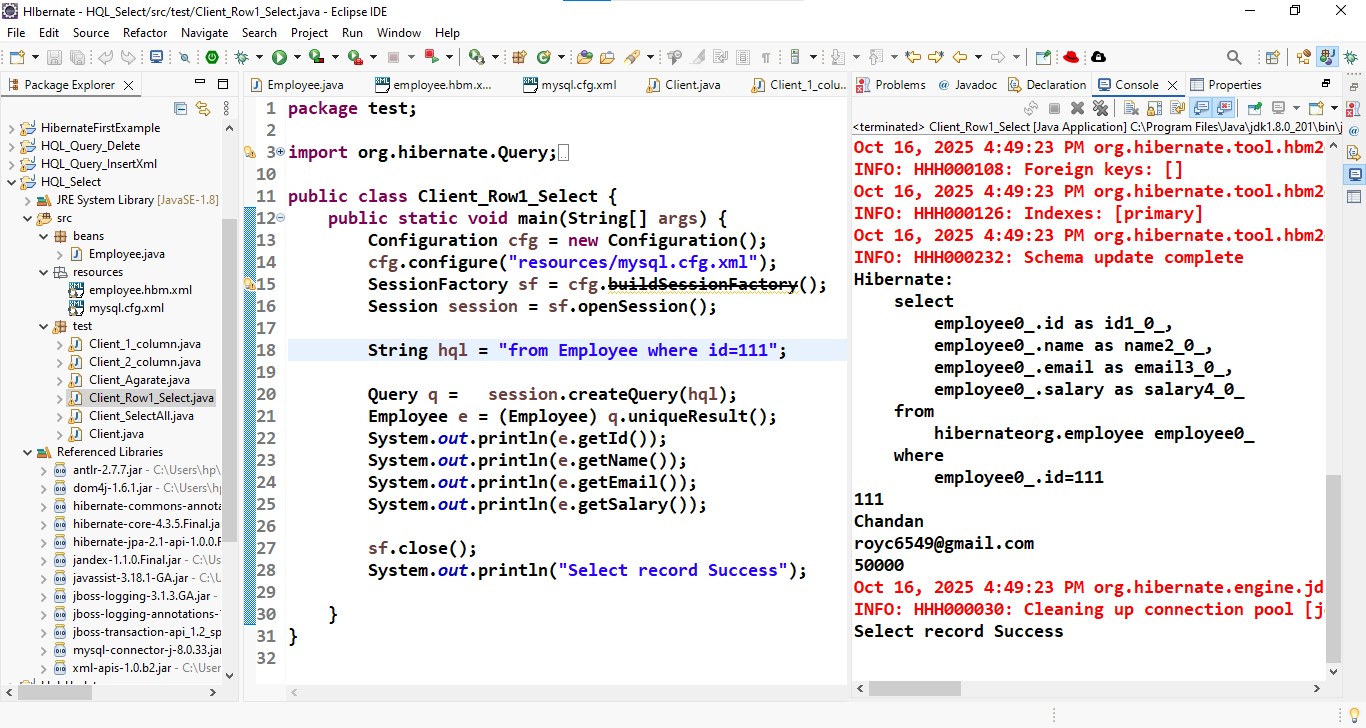 HIbernate - HQL_Select/src/test/Client_Row1_Select.java - Eclipse IDE
File Edit Source Refactor Navigate Search Project Run Window Help
Package Explorer
HibernateFirstExample
HQL_Query_Delete
HQL_Query_InsertXml
HQL_Select
JRE System Library [JavaSE-1.8]
src
beans
Employee.java
resources
employee.hbm.xml
mysql.cfg.xml
test
Client_1_column.java
Client_2_column.java
Client_Agarate.java
Client_Row1_Select.java
Client_SelectAll.java
Client.java
Referenced Libraries
antlr-2.7.7.jar - C:\Users\hp\
dom4j-1.6.1.jar - C:\Users\h
hibernate-commons-annota
hibernate-core-4.3.5.Final.ja
hibernate-jpa-2.1-api-1.0.0.F
jandex-1.1.0.Final.jar - C:\Us
javassist-3.18.1-GA.jar - C:\U
jboss-logging-3.1.3.GA.jar -
jboss-logging-annotations-
jboss-transaction-api_1.2_sp
mysql-connector-j-8.0.33.jar
xml-apis-1.0.b2.jar - C:\User
Employee.java employee.hbm.x... mysql.cfg.xml Client.java Client_1_colu...
1 package test;
2
3 import org.hibernate.Query;
10
11 public class Client_Row1_Select {
12 public static void main(String[] args) {
13 Configuration cfg = new Configuration();
14 cfg.configure("resources/mysql.cfg.xml");
15 SessionFactory sf = cfg.buildSessionFactory();
16 Session session = sf.openSession();
17
18 String hql = "from Employee where id=111";
19
20 Query q =   session.createQuery(hql);
21 Employee e = (Employee) q.uniqueResult();
22 System.out.println(e.getId());
23 System.out.println(e.getName());
24 System.out.println(e.getEmail());
25 System.out.println(e.getSalary());
26
27 sf.close();
28 System.out.println("Select record Success");
29
30 }
31 }
32
Problems @ Javadoc Declaration Console Properties
<terminated> Client_Row1_Select [Java Application] C:\Program Files\Java\jdk1.8.0_201\bin\j
Oct 16, 2025 4:49:23 PM org.hibernate.tool.hbm2
INFO: HHH000108: Foreign keys: []
Oct 16, 2025 4:49:23 PM org.hibernate.tool.hbm2
INFO: HHH000126: Indexes: [primary]
Oct 16, 2025 4:49:23 PM org.hibernate.tool.hbm2
INFO: HHH000232: Schema update complete
Hibernate:
select
employee0_.id as id1_0_,
employee0_.name as name2_0_,
employee0_.email as email3_0_,
employee0_.salary as salary4_0_
from
hibernateorg.employee employee0_
where
employee0_.id=111
111
Chandan
royc6549@gmail.com
50000
Oct 16, 2025 4:49:23 PM org.hibernate.engine.jd
INFO: HHH000030: Cleaning up connection pool [j
Select record Success